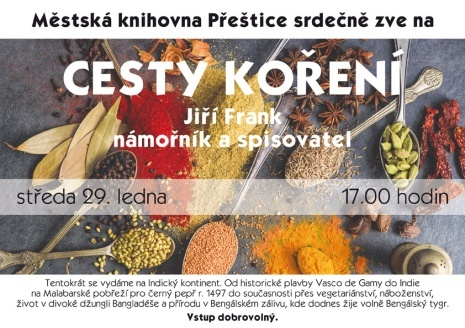 Městská knihovna Přeštice srdečně zve na
CESTY KOŘENÍ
Jiří Frank
námořník a spisovatel
středa 29. ledna 17.00 hodin
Tentokrát se vydáme na Indický kontinent. Od historické plavby Vasco de Gamy do Indie
na Malabarské pobřeží pro černý pepř r. 1497 do současnosti přes vegetariánství, náboženství,
život v divoké džungli Bangladéše a přírodu v Bengálském zálivu, kde dodnes žije volně Bengálský tygr.
Vstup dobrovolný.